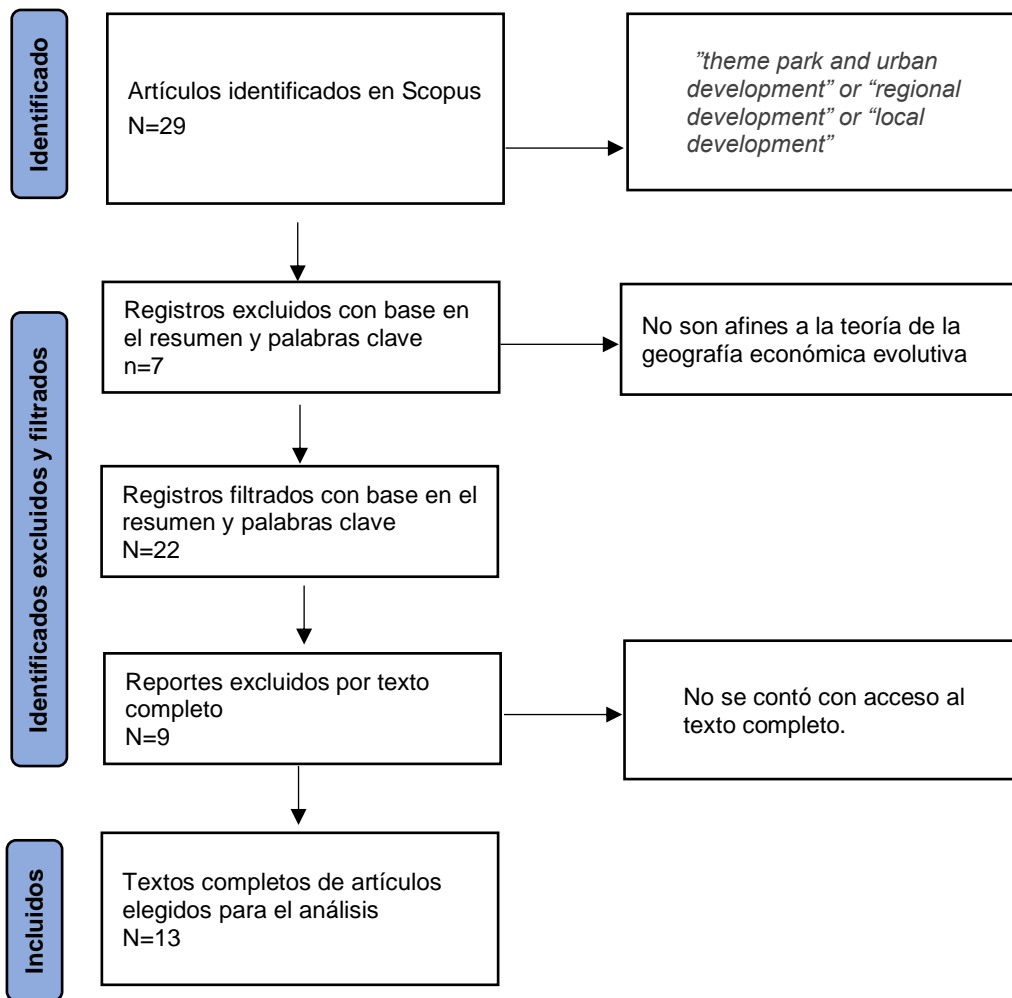 Identificado
Artículos identificados en Scopus
N=29
”theme park and urban
development” or “regional
development” or “local
development”
Identificados excluidos y filtrados
Registros excluidos con base en
el resumen y palabras clave
n=7
No son afines a la teoría de la
geografía económica evolutiva
Registros filtrados con base en el
resumen y palabras clave
N=22
Reportes excluidos por texto
completo
N=9
No se contó con acceso al
texto completo.
Incluidos
Textos completos de artículos
elegidos para el análisis
N=13